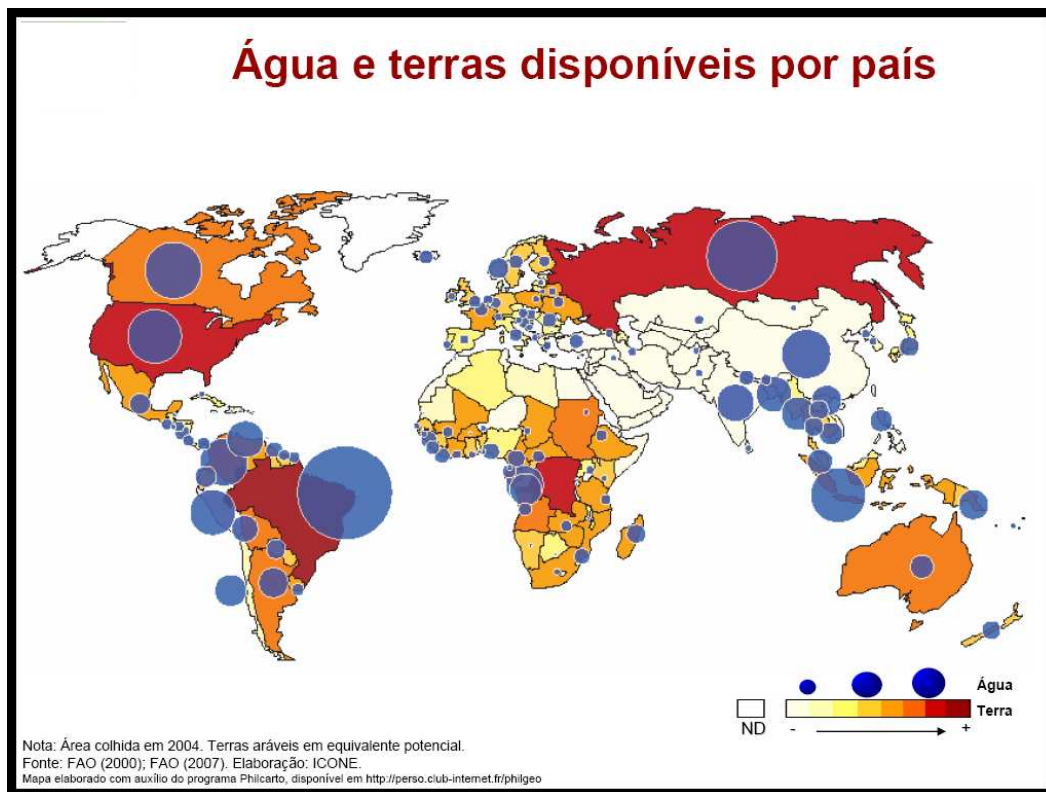 Água e terras disponíveis por país
Água
Terra
ND
- +
Nota: Área colhida em 2004. Terras aráveis em equivalente potencial.
Fonte: FAO (2000); FAO (2007). Elaboração: ICONE.
Mapa elaborado com auxílio do programa Philcarto, disponível em http://perso.club-internet.fr/philgeo